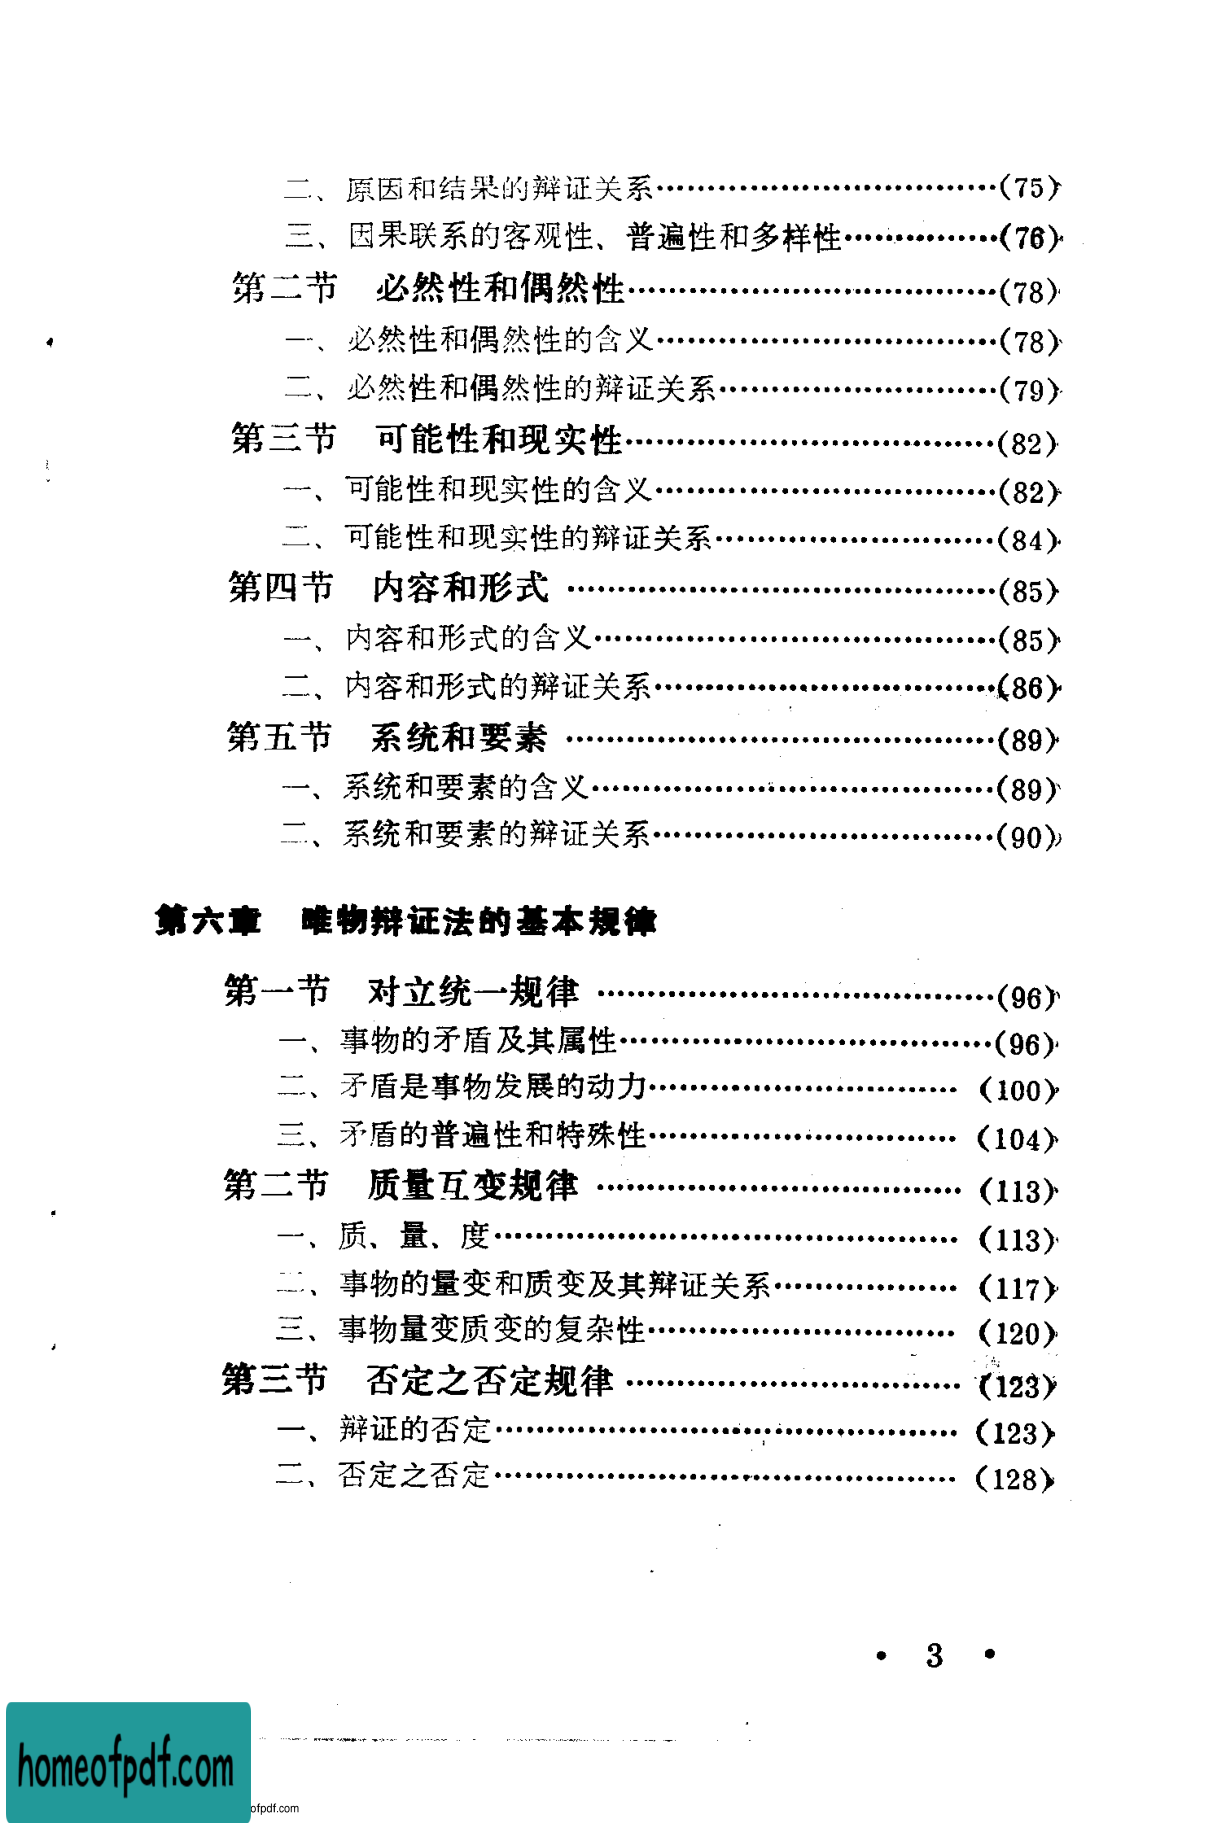 二、原因和结果的辩证关系………………………………(75)
三、因果联系的客观性、普遍性和多样性……………(76)
第二节　必然性和偶然性…………………………………(78)
一、必然性和偶然性的含义………………………………(78)
二、必然性和偶然性的辩证关系…………………………(79)
第三节　可能性和现实性…………………………………(82)
一、可能性和现实性的含义………………………………(82)
二、可能性和现实性的辩证关系…………………………(84)
第四节　内容和形式………………………………………(85)
一、内容和形式的含义……………………………………(85)
二、内容和形式的辩证关系………………………………(86)
第五节　系统和要素………………………………………(89)
一、系统和要素的含义……………………………………(89)
二、系统和要素的辩证关系………………………………(90)
第六章　唯物辩证法的基本规律
第一节　对立统一规律……………………………………(96)
一、事物的矛盾及其属性…………………………………(96)
二、矛盾是事物发展的动力……………………………(100)
三、矛盾的普遍性和特殊性……………………………(104)
第二节　质量互变规律…………………………………(113)
一、质、量、度…………………………………………(113)
二、事物的量变和质变及其辩证关系………………(117)
三、事物量变质变的复杂性……………………………(120)
第三节　否定之否定规律………………………………(123)
一、辩证的否定…………………………………………(123)
二、否定之否定…………………………………………(128)
• 3 •
homeofpdf.com
ofpdf.com